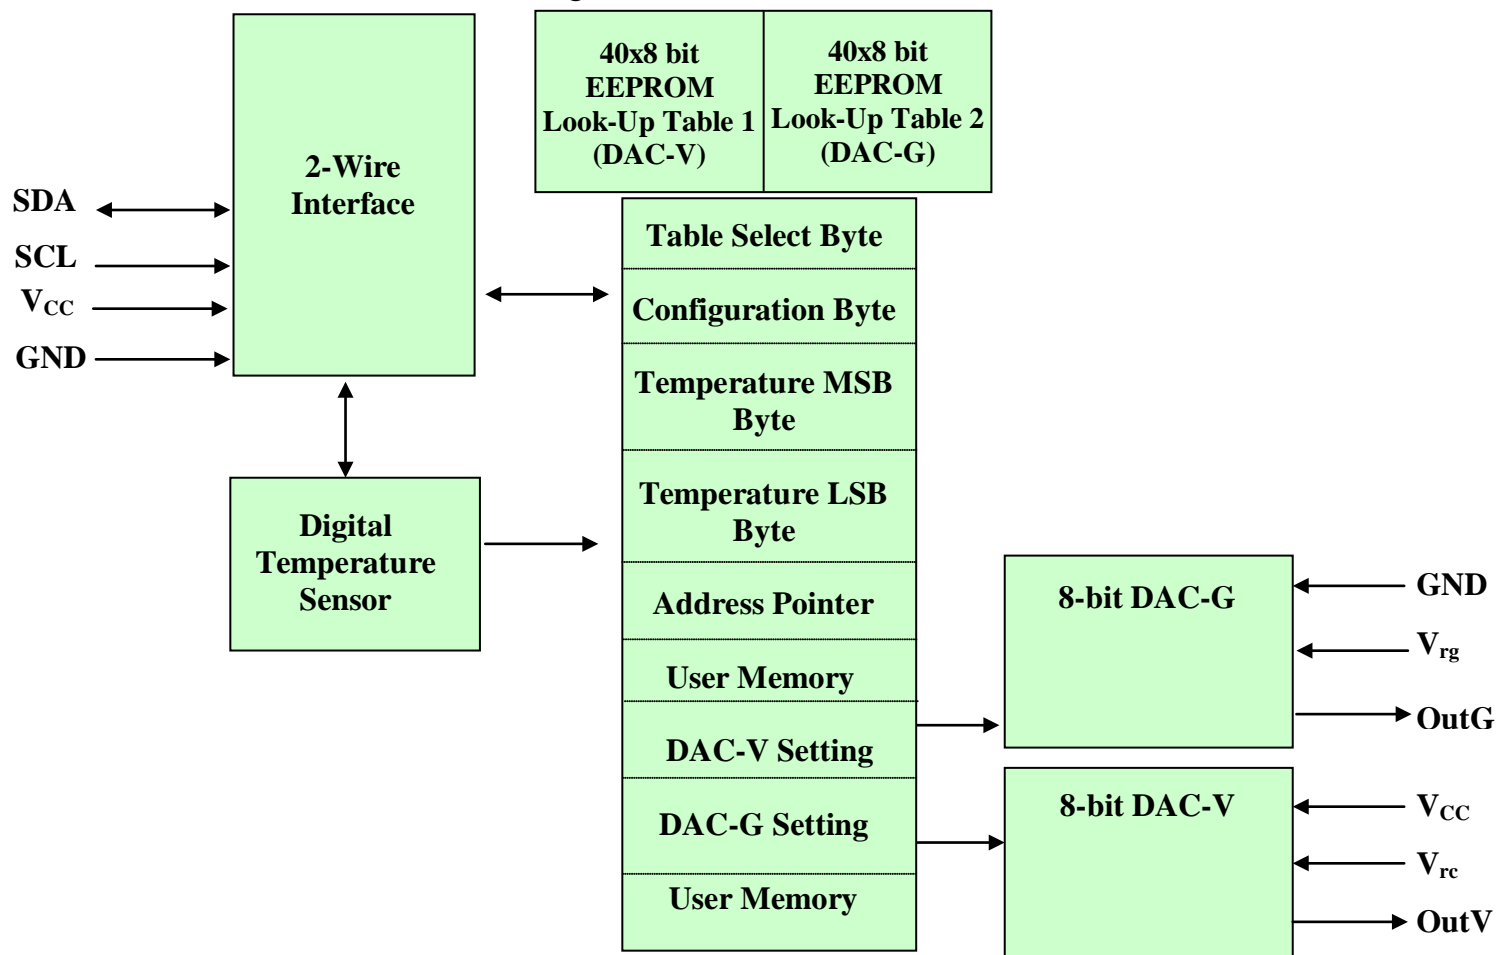 40x8 bit
EEPROM
Look-Up Table 1
(DAC-V)
40x8 bit
EEPROM
Look-Up Table 2
(DAC-G)
2-Wire
Interface
SDA
SCL
VCC
GND
Table Select Byte
Configuration Byte
Temperature MSB
Byte
Temperature LSB
Byte
Address Pointer
User Memory
DAC-V Setting
DAC-G Setting
User Memory
Digital
Temperature
Sensor
8-bit DAC-G
GND
Vrg
OutG
8-bit DAC-V
VCC
Vrc
OutV